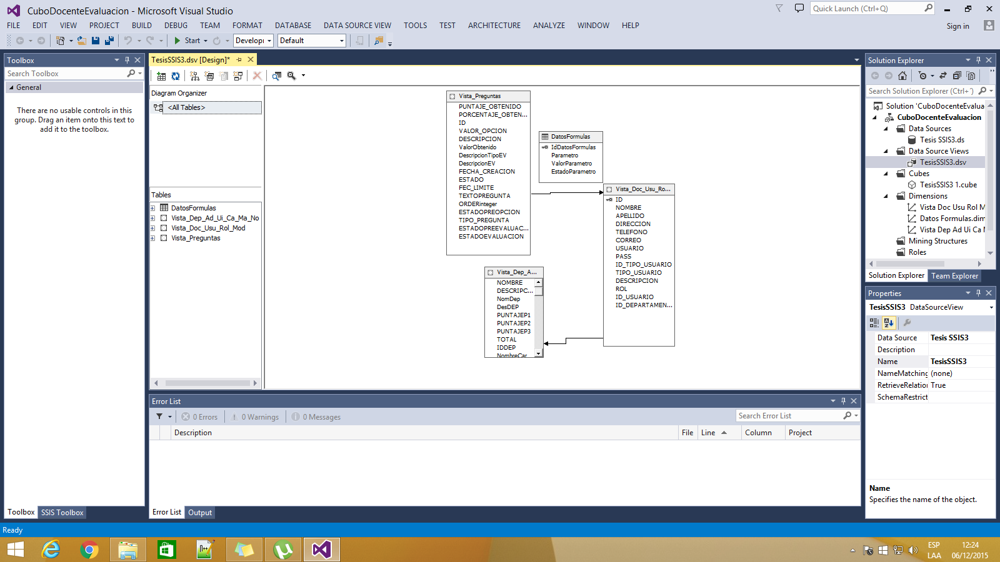 CuboDocenteEvaluacion - Microsoft Visual Studio
Quick Launch (Ctrl+Q)
FILE EDIT VIEW PROJECT BUILD DEBUG TEAM FORMAT DATABASE DATA SOURCE VIEW TOOLS TEST ARCHITECTURE ANALYZE WINDOW HELP
Sign in
Start Developi Default
Toolbox
Search Toolbox
General
There are no usable controls in this
group. Drag an item onto this text to
add it to the toolbox.
Toolbox SSIS Toolbox
TesisSSIS3.dsv [Design]*
Diagram Organizer
<All Tables>
Tables
DatosFormulas
Vista_Dep_Ad_Ui_Ca_Ma_No
Vista_Doc_Usu_Rol_Mod
Vista_Preguntas
Vista_Preguntas
PUNTAJE_OBTENIDO
PORCENTAJE_OBTEN...
ID
VALOR_OPCION
DESCRIPCION
ValorObtenido
DescripcionTipoEV
DescripcionEV
FECHA_CREACION
ESTADO
FEC_LIMITE
TEXTOPREGUNTA
ORDERinteger
ESTADOPREOPCION
TIPO_PREGUNTA
ESTADOPREEVALUAC...
ESTADOEVALUACION
DatosFormulas
IdDatosFormulas
Parametro
ValorParametro
EstadoParametro
Vista_Doc_Usu_Ro...
ID
NOMBRE
APELLIDO
DIRECCION
TELEFONO
CORREO
USUARIO
PASS
ID_TIPO_USUARIO
TIPO_USUARIO
DESCRIPCION
ROL
ID_USUARIO
ID_DEPARTAMEN...
Vista_Dep_A...
NOMBRE
DESCRIPC...
NomDep
DesDEP
PUNTAJEP1
PUNTAJEP2
PUNTAJEP3
TOTAL
IDDEP
NombreCar
Error List
0 Errors 0 Warnings 0 Messages
Search Error List
Description File Line Column Project
Error List Output
Solution Explorer
Search Solution Explorer (Ctrl+
Solution 'CuboDocenteEvalua
CuboDocenteEvaluacion
Data Sources
Tesis SSIS3.ds
Data Source Views
TesisSSIS3.dsv
Cubes
TesisSSIS3 1.cube
Dimensions
Vista Doc Usu Rol M
Datos Formulas.dim
Vista Dep Ad Ui Ca M
Mining Structures
Roles
Solution Explorer Team Explorer
Properties
TesisSSIS3 DataSourceView
Data Source Tesis SSIS3
Description
Name TesisSSIS3
NameMatching (none)
RetrieveRelation True
SchemaRestrict
Name
Specifies the name of the object.
Ready
ESP
LAA
12:24
06/12/2015